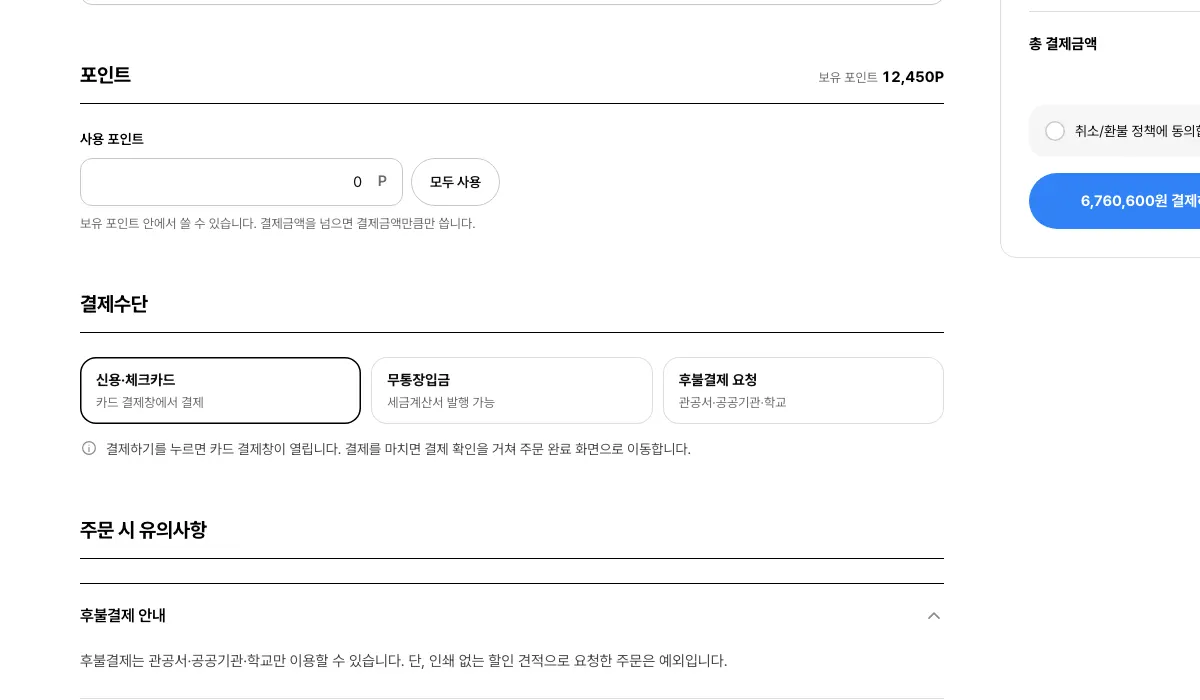 포인트
보유 포인트 12,450P
사용 포인트
0 P
모두 사용
보유 포인트 안에서 쓸 수 있습니다. 결제금액을 넘으면 결제금액만큼만 씁니다.
결제수단
신용·체크카드
카드 결제창에서 결제
무통장입금
세금계산서 발행 가능
후불결제 요청
관공서·공공기관·학교
결제하기를 누르면 카드 결제창이 열립니다. 결제를 마치면 결제 확인을 거쳐 주문 완료 화면으로 이동합니다.
주문 시 유의사항
후불결제 안내
후불결제는 관공서·공공기관·학교만 이용할 수 있습니다. 단, 인쇄 없는 할인 견적으로 요청한 주문은 예외입니다.
총 결제금액
취소/환불 정책에 동의
6,760,600원 결제